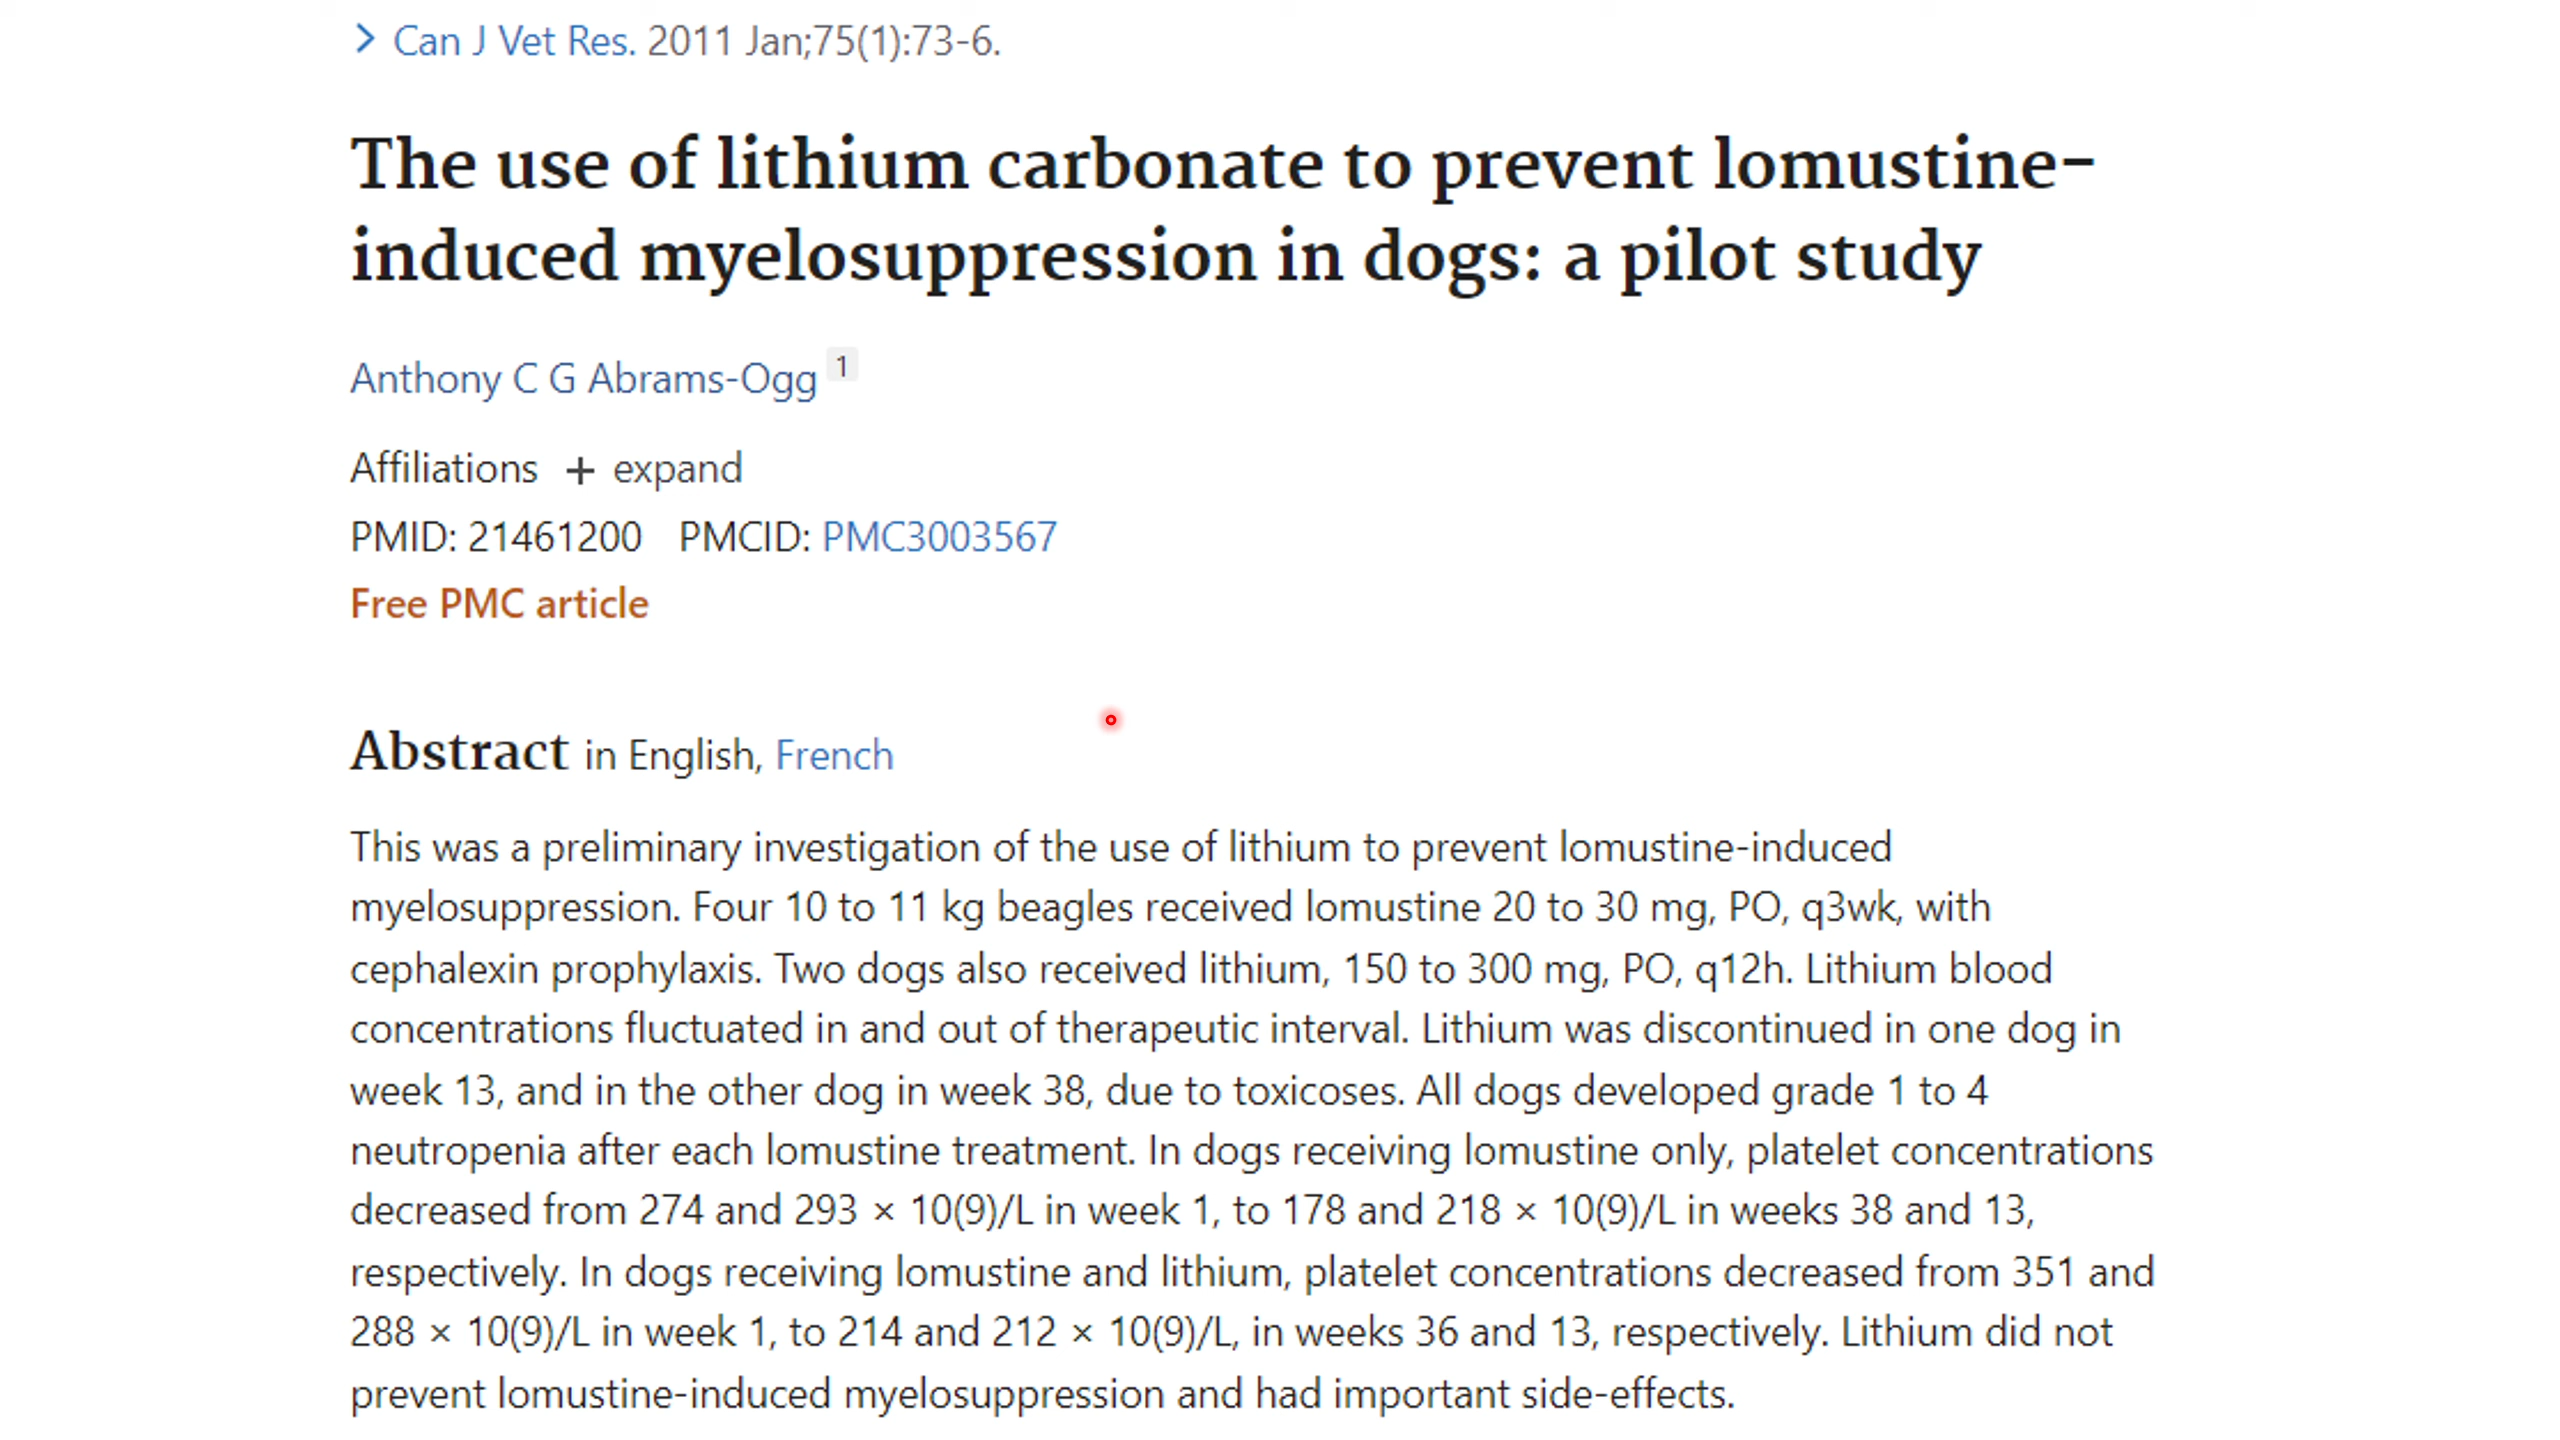 > Can J Vet Res. 2011 Jan;75(1):73-6.
The use of lithium carbonate to prevent lomustine-
induced myelosuppression in dogs: a pilot study
Anthony C G Abrams-Ogg 1
Affiliations + expand
PMID: 21461200 PMCID: PMC3003567
Free PMC article
Abstract in English, French
This was a preliminary investigation of the use of lithium to prevent lomustine-induced
myelosuppression. Four 10 to 11 kg beagles received lomustine 20 to 30 mg, PO, q3wk, with
cephalexin prophylaxis. Two dogs also received lithium, 150 to 300 mg, PO, q12h. Lithium blood
concentrations fluctuated in and out of therapeutic interval. Lithium was discontinued in one dog in
week 13, and in the other dog in week 38, due to toxicoses. All dogs developed grade 1 to 4
neutropenia after each lomustine treatment. In dogs receiving lomustine only, platelet concentrations
decreased from 274 and 293 × 10(9)/L in week 1, to 178 and 218 × 10(9)/L in weeks 38 and 13,
respectively. In dogs receiving lomustine and lithium, platelet concentrations decreased from 351 and
288 × 10(9)/L in week 1, to 214 and 212 × 10(9)/L, in weeks 36 and 13, respectively. Lithium did not
prevent lomustine-induced myelosuppression and had important side-effects.